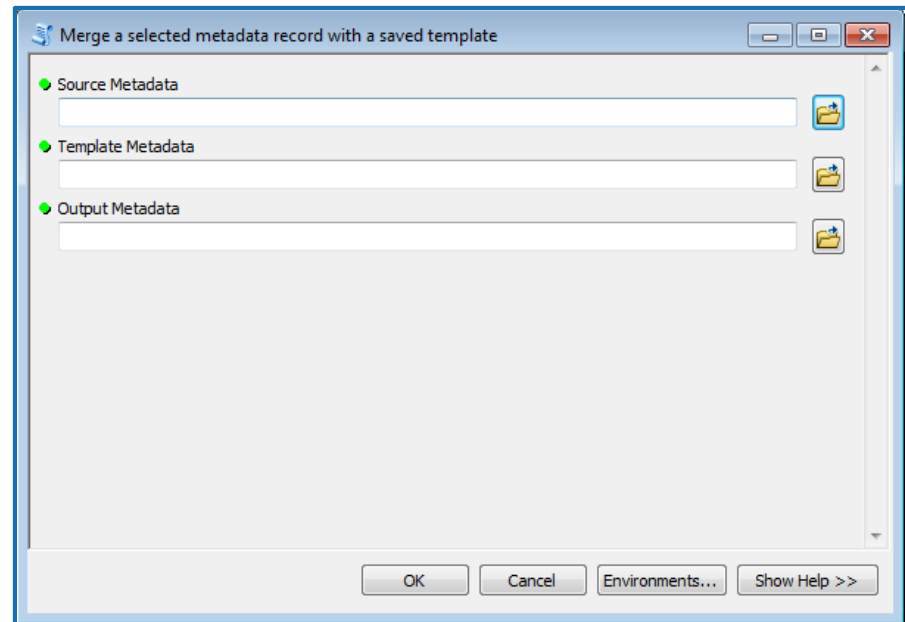 Merge a selected metadata record with a saved template
Source Metadata
Template Metadata
Output Metadata
OK Cancel Environments... Show Help >>